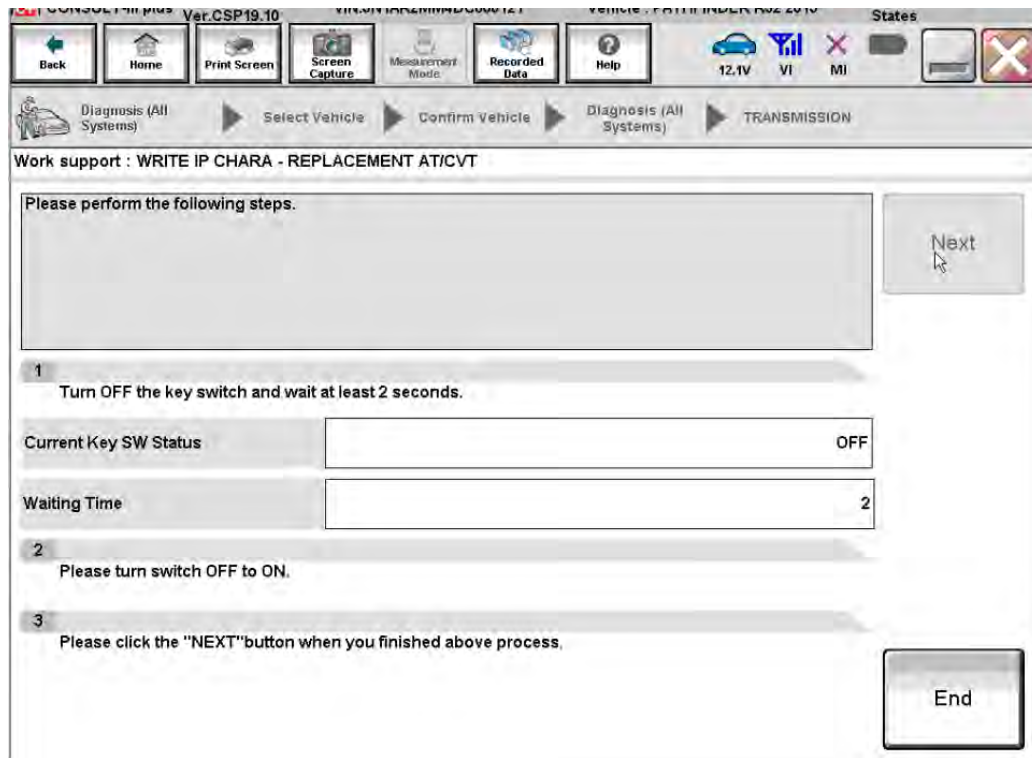 Ver.CSP19.10
States
Back
Home
Print Screen
Screen
Capture
Measurement
Mode
Recorded
Data
Help
12.1V
VI
MI
Diagnosis (All
Systems)
Select Vehicle
Confirm Vehicle
Diagnosis (All
Systems)
TRANSMISSION
Work support : WRITE IP CHARA - REPLACEMENT AT/CVT
Please perform the following steps.
Next
1
Turn OFF the key switch and wait at least 2 seconds.
Current Key SW Status
OFF
Waiting Time
2
2
Please turn switch OFF to ON.
3
Please click the "NEXT"button when you finished above process.
End